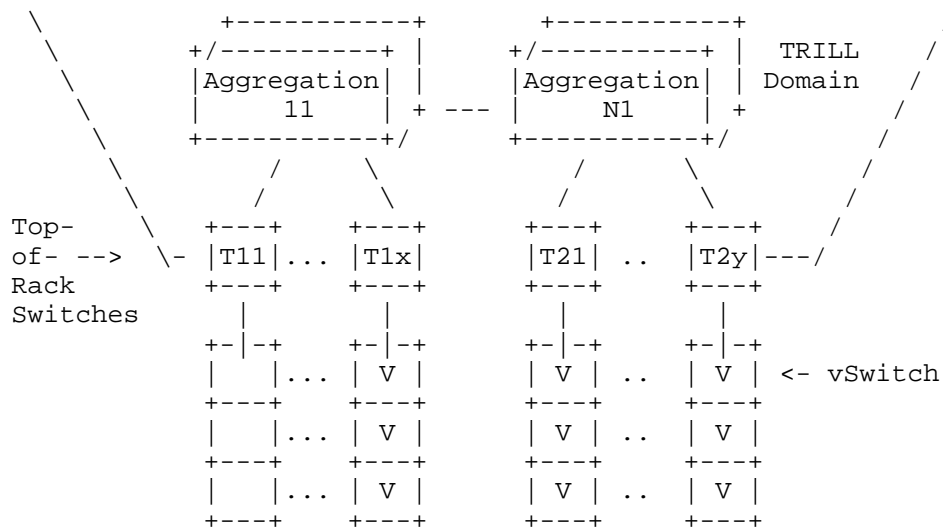 TRILL
Aggregation Aggregation Domain
11 --- N1
Top-
of- --> T11 ... T1x T21 .. T2y
Rack
Switches
... V V .. V <- vSwitch
... V V .. V
... V V .. V